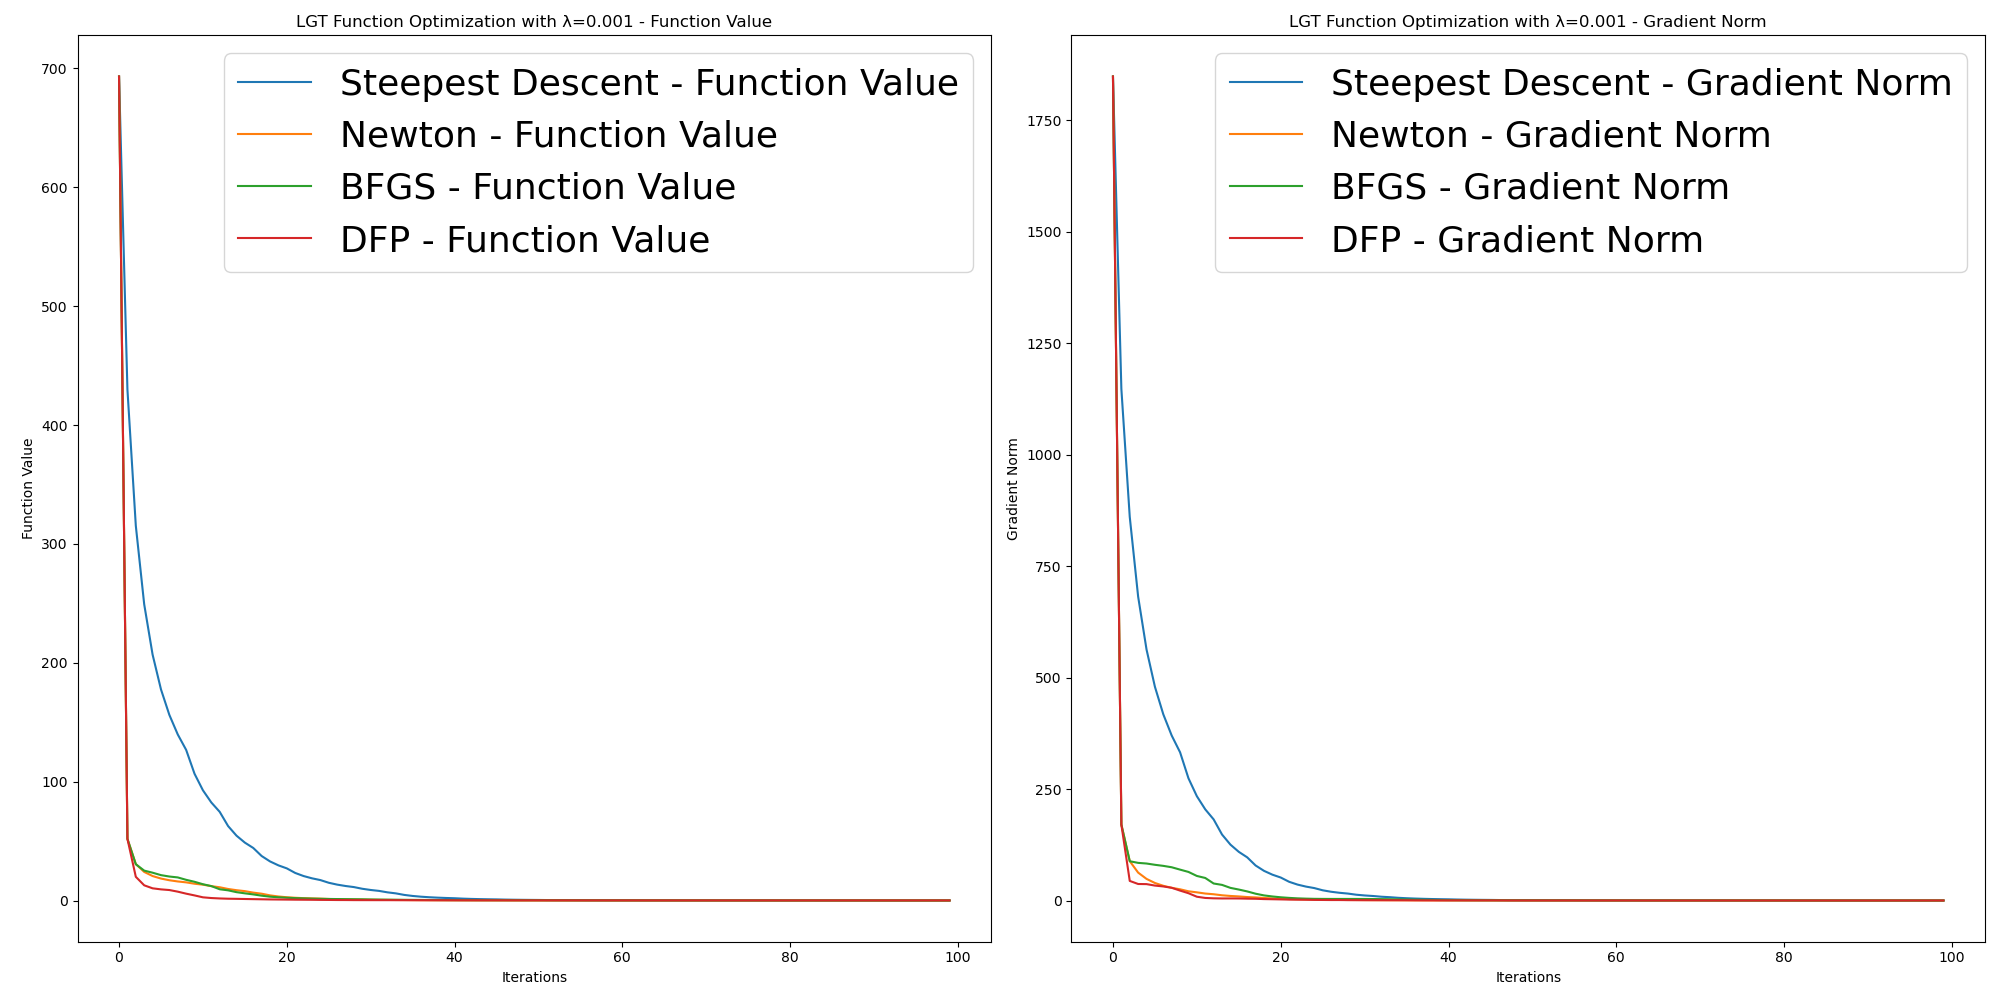 LGT Function Optimization with λ=0.001 - Function Value
700
600
500
400
300
200
100
0
Function Value
Steepest Descent - Function Value
Newton - Function Value
BFGS - Function Value
DFP - Function Value
0 20 40 60 80 100
Iterations
LGT Function Optimization with λ=0.001 - Gradient Norm
1750
1500
1250
1000
750
500
250
0
Gradient Norm
Steepest Descent - Gradient Norm
Newton - Gradient Norm
BFGS - Gradient Norm
DFP - Gradient Norm
0 20 40 60 80 100
Iterations